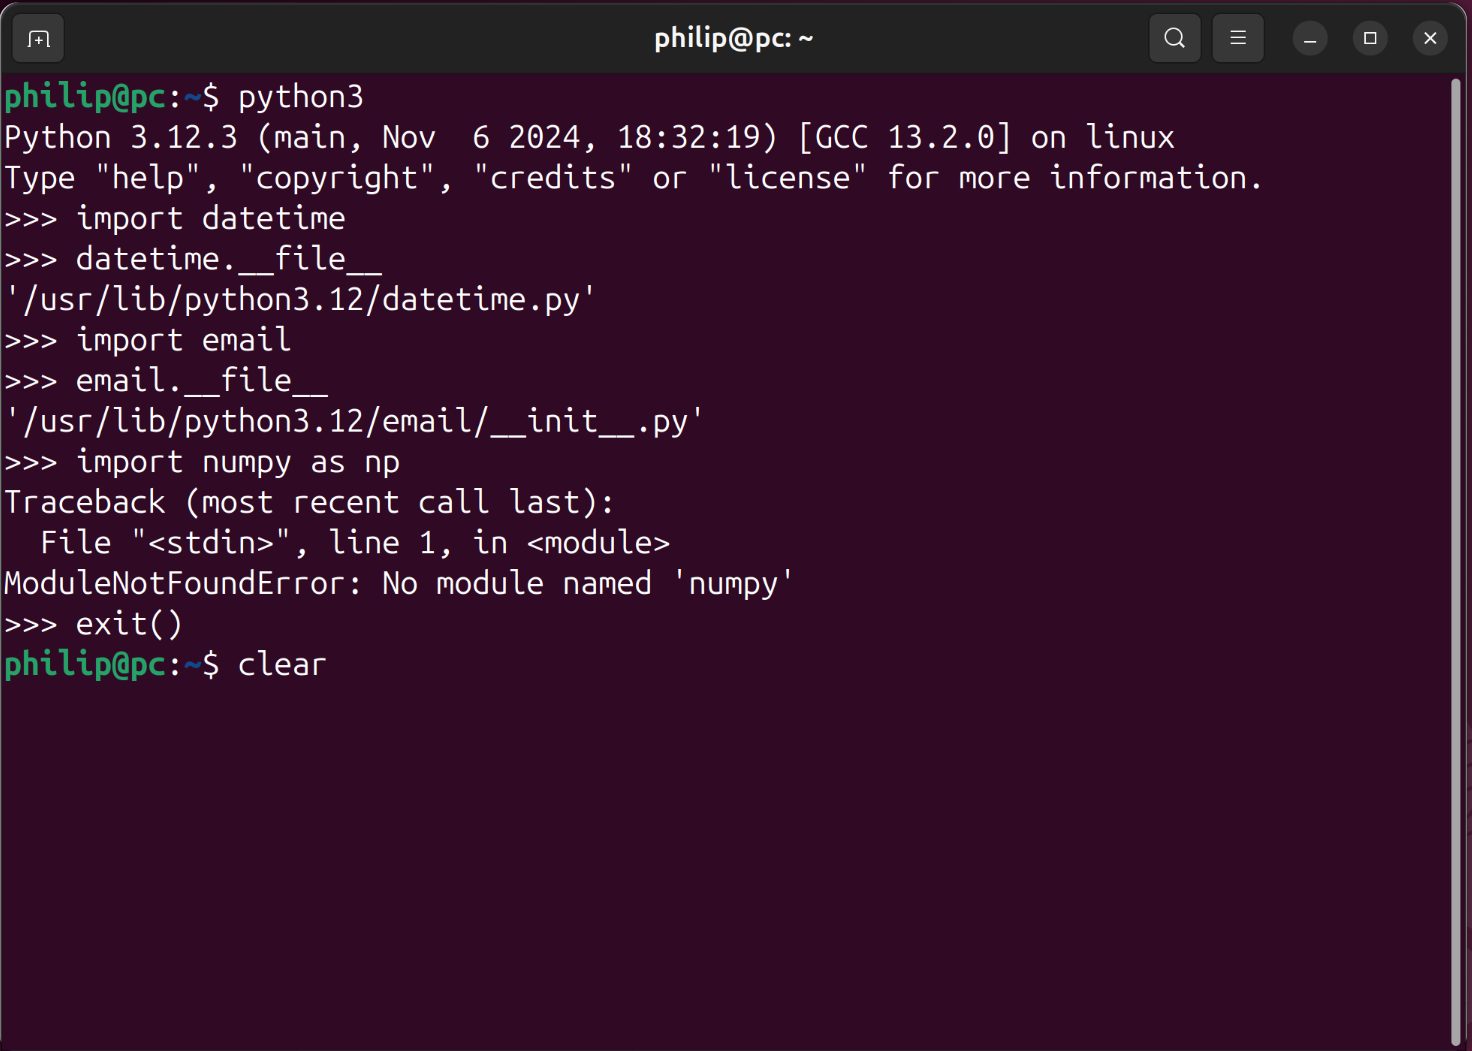 philip@pc: ~
philip@pc:~$ python3
Python 3.12.3 (main, Nov  6 2024, 18:32:19) [GCC 13.2.0] on linux
Type "help", "copyright", "credits" or "license" for more information.
>>> import datetime
>>> datetime.__file__
'/usr/lib/python3.12/datetime.py'
>>> import email
>>> email.__file__
'/usr/lib/python3.12/email/__init__.py'
>>> import numpy as np
Traceback (most recent call last):
  File "<stdin>", line 1, in <module>
ModuleNotFoundError: No module named 'numpy'
>>> exit()
philip@pc:~$ clear